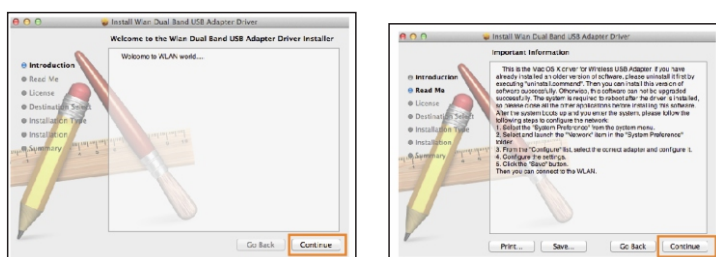 Install Wlan Dual Band USB Adapter Driver
Welcome to the Wlan Dual Band USB Adapter Driver Installer
Introduction
Read Me
License
Destination Select
Installation Type
Installation
Summary
Welcome to WLAN world....
Go Back
Continue
Install Wlan Dual Band USB Adapter Driver
Important Information
Introduction
Read Me
License
Destination Select
Installation Type
Installation
Summary
This is the Mac OS X driver for Wireless USB Adapter. If you have
already installed an older version of software, please uninstall it first by
executing "uninstall.command". Then you can install this version of
software successfully. Otherwise, this software can not be upgraded
successfully. The system is required to reboot after the driver is installed,
so please close all the other applications before installing this software.
After the system boots up and you enter the system, please follow the
following steps to configure the network:
1. Select the "System Preference" from the system menu.
2. Select and launch the "Network" item in the "System Preference"
folder.
3. From the "Configure" list, select the correct adapter and configure it.
4. Configure the settings.
5. Click the "Save" button.
Then you can connect to the WLAN.
Print...
Save...
Go Back
Continue